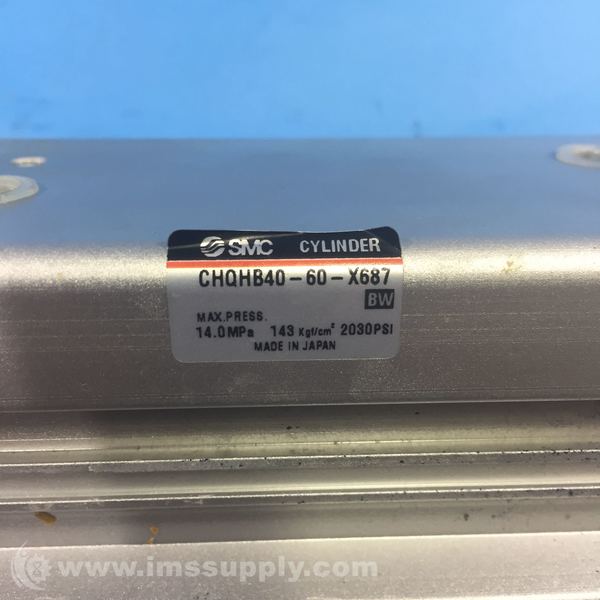 SMC CYLINDER
CHQHB40-60-X687
BW
MAX.PRESS.
14.0MPa 143 Kgf/cm² 2030PSI
MADE IN JAPAN
www.imssupply.com